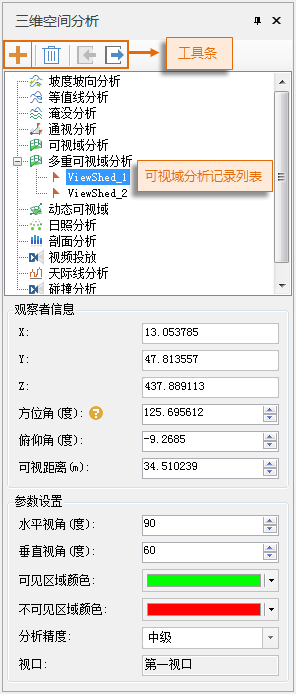 三维空间分析
工具条
坡度坡向分析
等值线分析
淹没分析
通视分析
可视域分析
多重可视域分析
ViewShed_1
可视域分析记录列表
ViewShed_2
动态可视域
日照分析
剖面分析
视频投放
天际线分析
碰撞分析
观察者信息
X: 13.053785
Y: 47.813557
Z: 437.889113
方位角(度): ? 125.695612
俯仰角(度): -9.2685
可视距离(m): 34.510239
参数设置
水平视角(度): 90
垂直视角(度): 60
可见区域颜色:
不可见区域颜色:
分析精度: 中级
视口: 第一视口